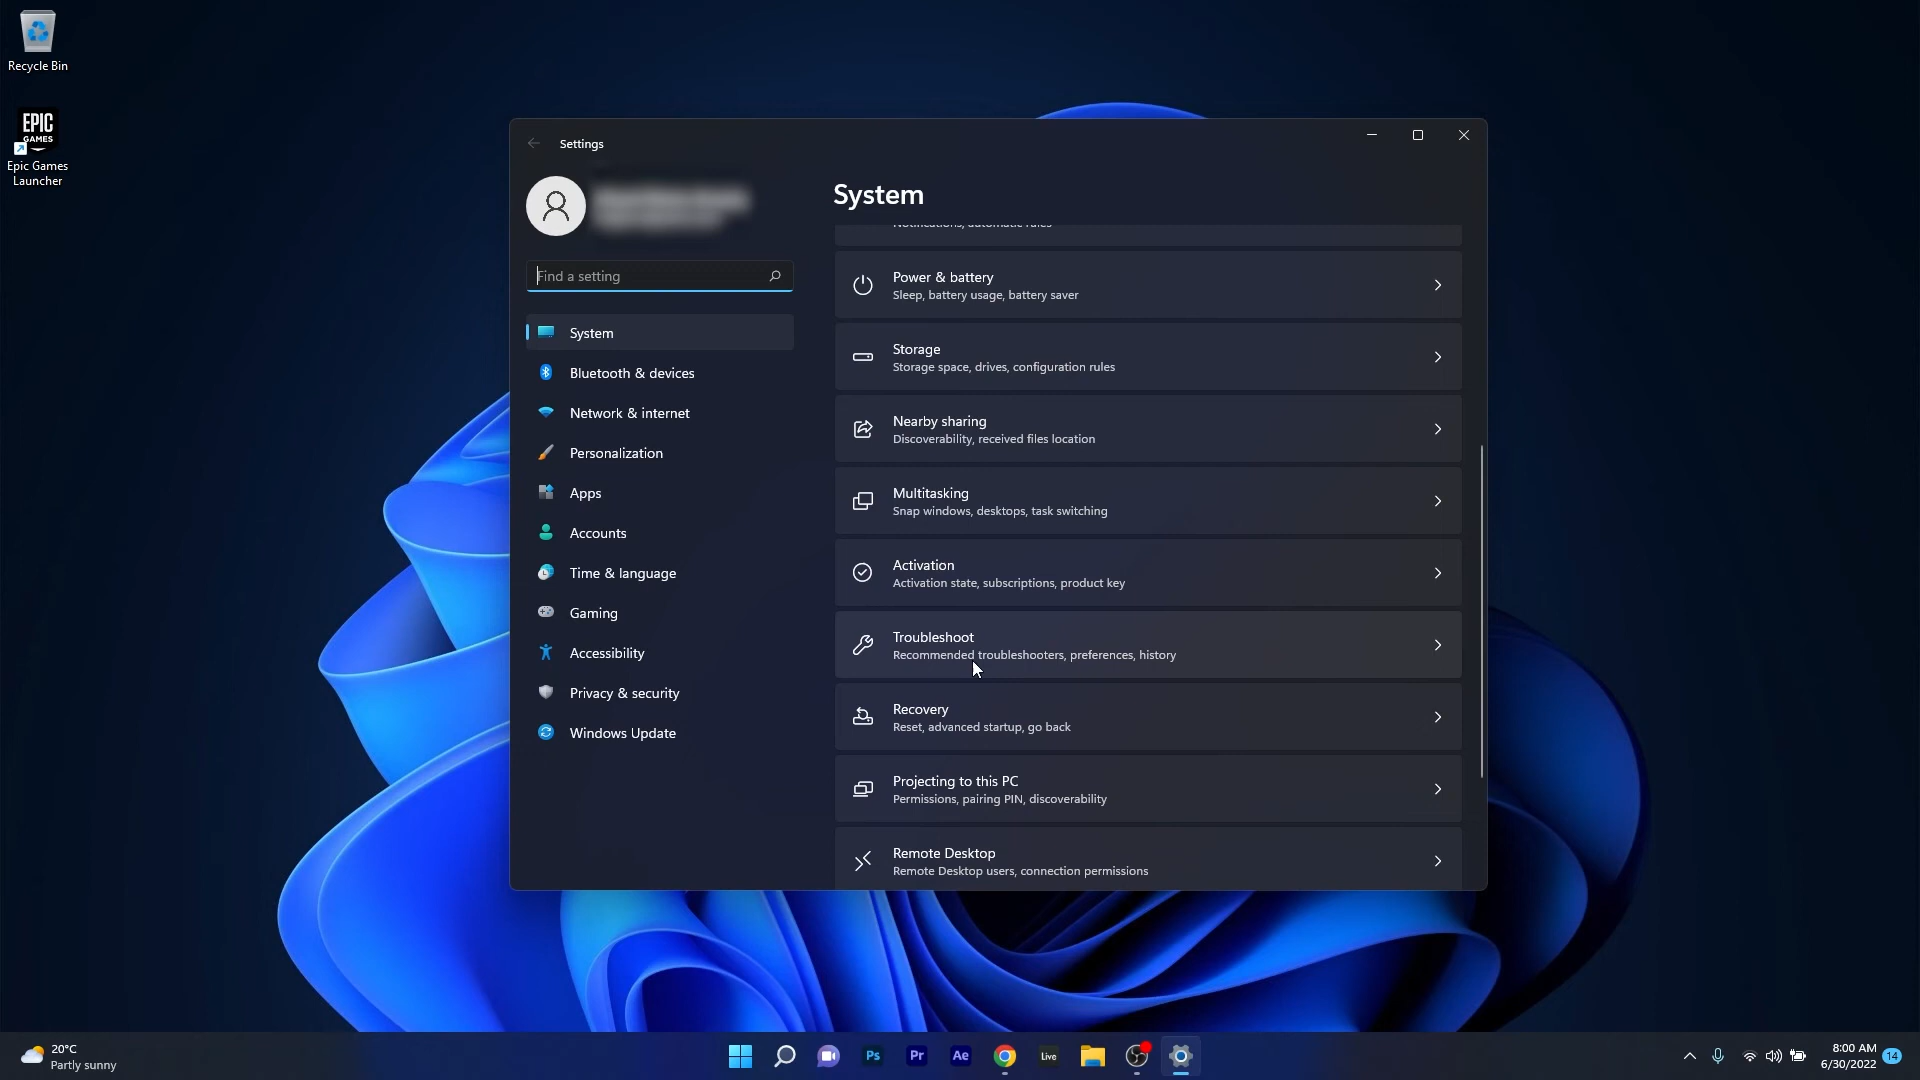 Recycle Bin
EPIC
GAMES
Epic Games
Launcher
Settings
Find a setting
System
Bluetooth & devices
Network & internet
Personalization
Apps
Accounts
Time & language
Gaming
Accessibility
Privacy & security
Windows Update
System
Notifications, automatic rules
Power & battery
Sleep, battery usage, battery saver
Storage
Storage space, drives, configuration rules
Nearby sharing
Discoverability, received files location
Multitasking
Snap windows, desktops, task switching
Activation
Activation state, subscriptions, product key
Troubleshoot
Recommended troubleshooters, preferences, history
Recovery
Reset, advanced startup, go back
Projecting to this PC
Permissions, pairing PIN, discoverability
Remote Desktop
Remote Desktop users, connection permissions
20°C
Partly sunny
Ps
Pr
Ae
Live
8:00 AM
6/30/2022
14